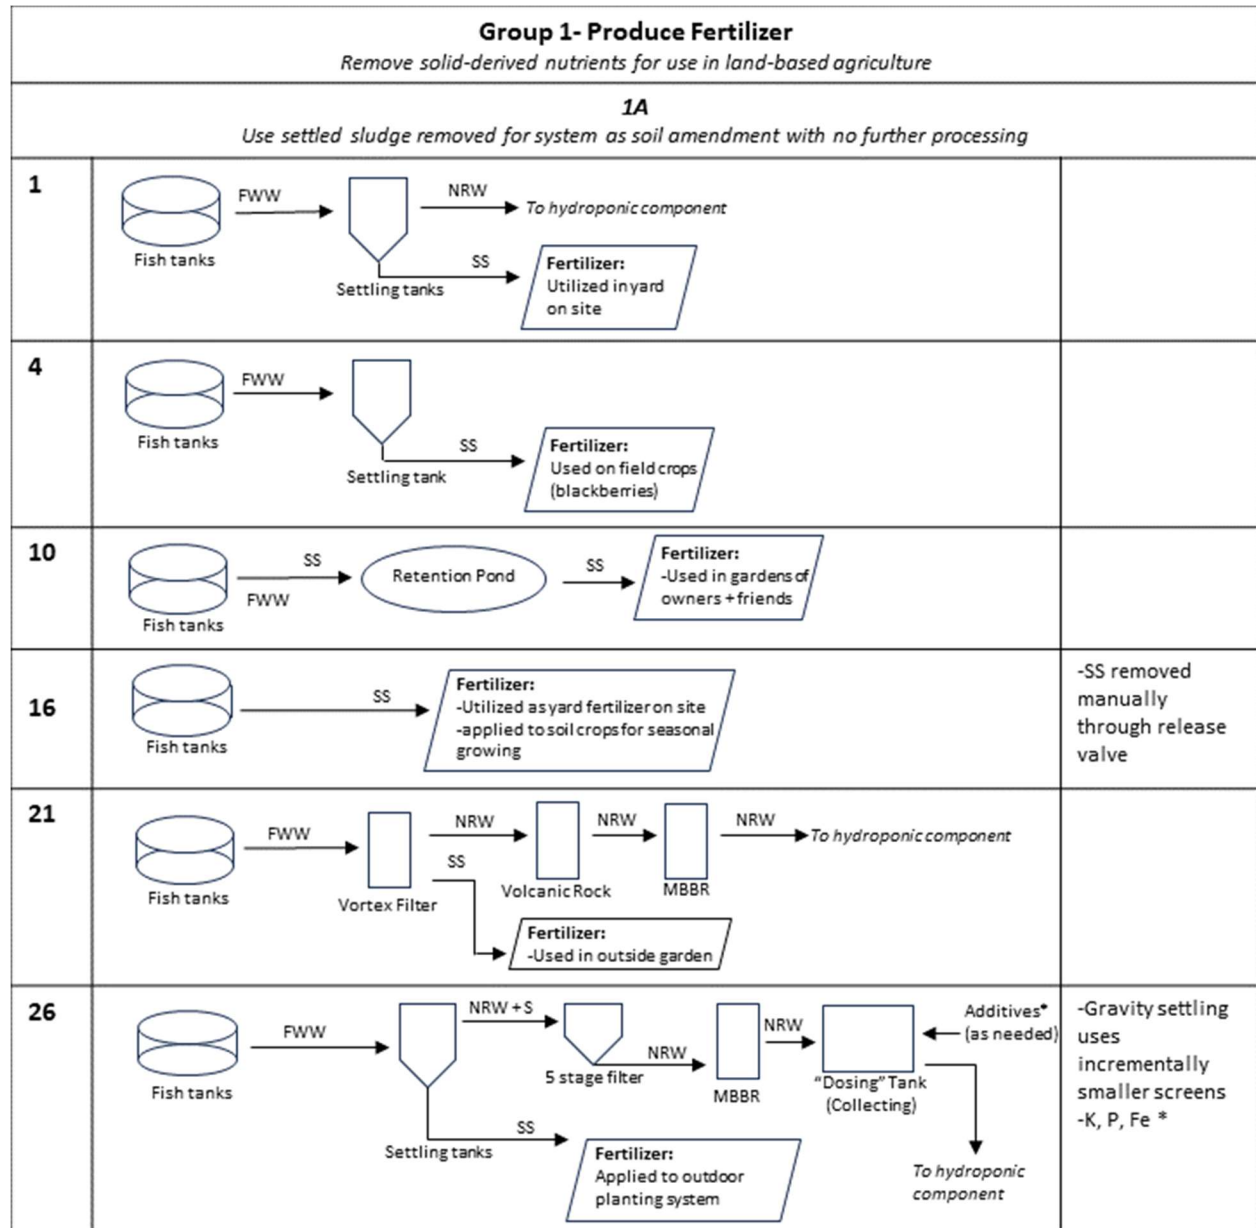 Group 1- Produce Fertilizer
Remove solid-derived nutrients for use in land-based agriculture
1A
Use settled sludge removed for system as soil amendment with no further processing
1
FWW
NRW
To hydroponic component
Fish tanks
SS
Settling tanks
Fertilizer:
Utilized in yard
on site
4
FWW
Fish tanks
SS
Settling tank
Fertilizer:
Used on field crops
(blackberries)
10
SS
FWW
Fish tanks
Retention Pond
SS
Fertilizer:
-Used in gardens of
owners + friends
16
Fish tanks
SS
Fertilizer:
-Utilized as yard fertilizer on site
-applied to soil crops for seasonal
growing
-SS removed
manually
through release
valve
21
FWW
NRW
NRW
NRW
To hydroponic component
SS
Fish tanks
Vortex Filter
Volcanic Rock
MBBR
Fertilizer:
-Used in outside garden
26
FWW
NRW + S
NRW
NRW
Additives*
(as needed)
Fish tanks
5 stage filter
MBBR
"Dosing" Tank
(Collecting)
SS
Settling tanks
Fertilizer:
Applied to outdoor
planting system
To hydroponic
component
-Gravity settling
uses
incrementally
smaller screens
-K, P, Fe *